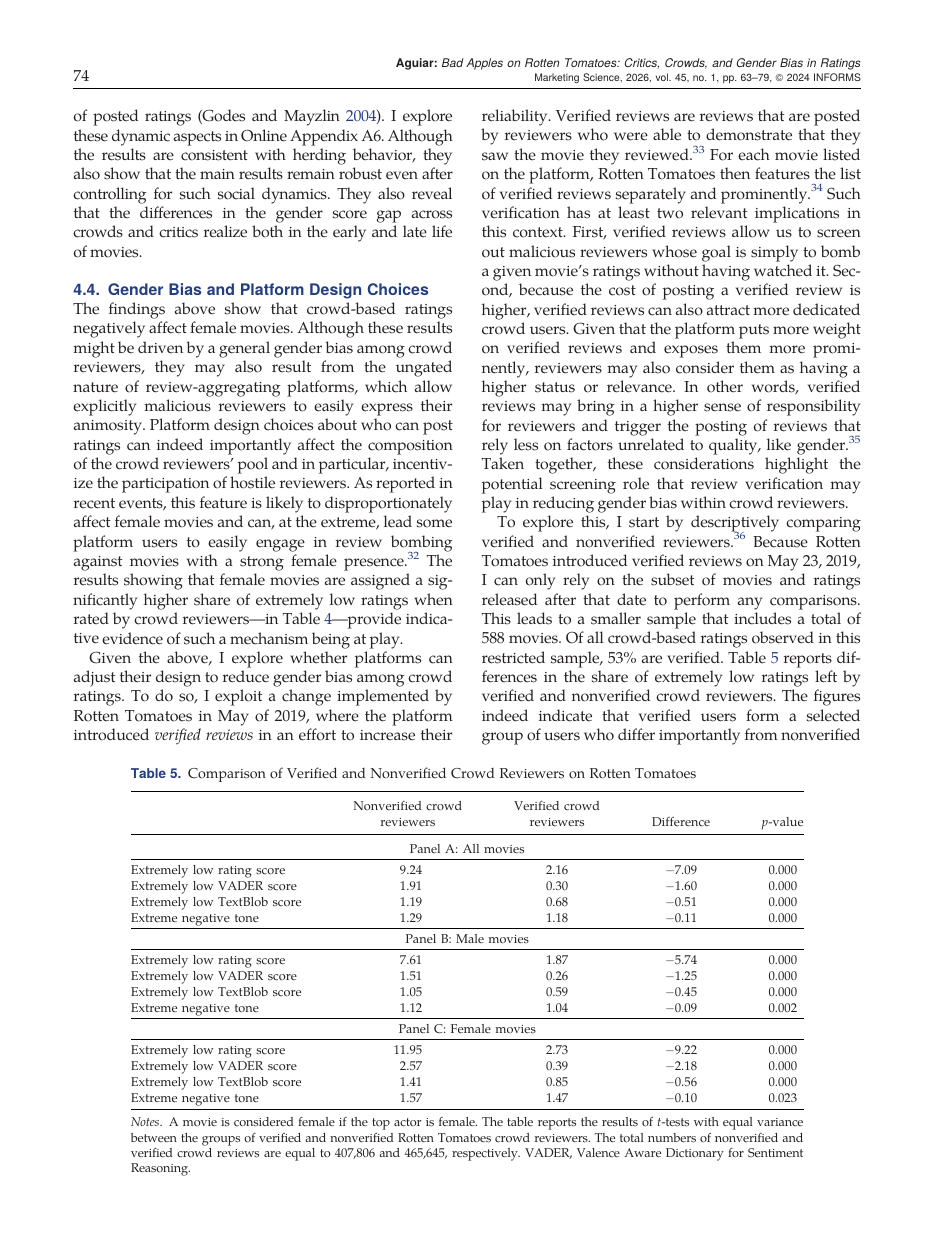 74
Aguiar: Bad Apples on Rotten Tomatoes: Critics, Crowds, and Gender Bias in Ratings
Marketing Science, 2026, vol. 45, no. 1, pp. 63–79, © 2024 INFORMS
of posted ratings (Godes and Mayzlin 2004). I explore
these dynamic aspects in Online Appendix A6. Although
the results are consistent with herding behavior, they
also show that the main results remain robust even after
controlling for such social dynamics. They also reveal
that the differences in the gender score gap across
crowds and critics realize both in the early and late life
of movies.
4.4. Gender Bias and Platform Design Choices
The findings above show that crowd-based ratings
negatively affect female movies. Although these results
might be driven by a general gender bias among crowd
reviewers, they may also result from the ungated
nature of review-aggregating platforms, which allow
explicitly malicious reviewers to easily express their
animosity. Platform design choices about who can post
ratings can indeed importantly affect the composition
of the crowd reviewers’ pool and in particular, incentiv-
ize the participation of hostile reviewers. As reported in
recent events, this feature is likely to disproportionately
affect female movies and can, at the extreme, lead some
platform users to easily engage in review bombing
against movies with a strong female presence.32 The
results showing that female movies are assigned a sig-
nificantly higher share of extremely low ratings when
rated by crowd reviewers—in Table 4—provide indica-
tive evidence of such a mechanism being at play.
Given the above, I explore whether platforms can
adjust their design to reduce gender bias among crowd
ratings. To do so, I exploit a change implemented by
Rotten Tomatoes in May of 2019, where the platform
introduced verified reviews in an effort to increase their
reliability. Verified reviews are reviews that are posted
by reviewers who were able to demonstrate that they
saw the movie they reviewed.33 For each movie listed
on the platform, Rotten Tomatoes then features the list
of verified reviews separately and prominently.34 Such
verification has at least two relevant implications in
this context. First, verified reviews allow us to screen
out malicious reviewers whose goal is simply to bomb
a given movie’s ratings without having watched it. Sec-
ond, because the cost of posting a verified review is
higher, verified reviews can also attract more dedicated
crowd users. Given that the platform puts more weight
on verified reviews and exposes them more promi-
nently, reviewers may also consider them as having a
higher status or relevance. In other words, verified
reviews may bring in a higher sense of responsibility
for reviewers and trigger the posting of reviews that
rely less on factors unrelated to quality, like gender.35
Taken together, these considerations highlight the
potential screening role that review verification may
play in reducing gender bias within crowd reviewers.
To explore this, I start by descriptively comparing
verified and nonverified reviewers.36 Because Rotten
Tomatoes introduced verified reviews on May 23, 2019,
I can only rely on the subset of movies and ratings
released after that date to perform any comparisons.
This leads to a smaller sample that includes a total of
588 movies. Of all crowd-based ratings observed in this
restricted sample, 53% are verified. Table 5 reports dif-
ferences in the share of extremely low ratings left by
verified and nonverified crowd reviewers. The figures
indeed indicate that verified users form a selected
group of users who differ importantly from nonverified
Table 5. Comparison of Verified and Nonverified Crowd Reviewers on Rotten Tomatoes
Nonverified crowd reviewers Verified crowd reviewers Difference p-value
Panel A: All movies
Extremely low rating score 9.24 2.16 −7.09 0.000
Extremely low VADER score 1.91 0.30 −1.60 0.000
Extremely low TextBlob score 1.19 0.68 −0.51 0.000
Extreme negative tone 1.29 1.18 −0.11 0.000
Panel B: Male movies
Extremely low rating score 7.61 1.87 −5.74 0.000
Extremely low VADER score 1.51 0.26 −1.25 0.000
Extremely low TextBlob score 1.05 0.59 −0.45 0.000
Extreme negative tone 1.12 1.04 −0.09 0.002
Panel C: Female movies
Extremely low rating score 11.95 2.73 −9.22 0.000
Extremely low VADER score 2.57 0.39 −2.18 0.000
Extremely low TextBlob score 1.41 0.85 −0.56 0.000
Extreme negative tone 1.57 1.47 −0.10 0.023
Notes. A movie is considered female if the top actor is female. The table reports the results of t-tests with equal variance
between the groups of verified and nonverified Rotten Tomatoes crowd reviewers. The total numbers of nonverified and
verified crowd reviews are equal to 407,806 and 465,645, respectively. VADER, Valence Aware Dictionary for Sentiment
Reasoning.